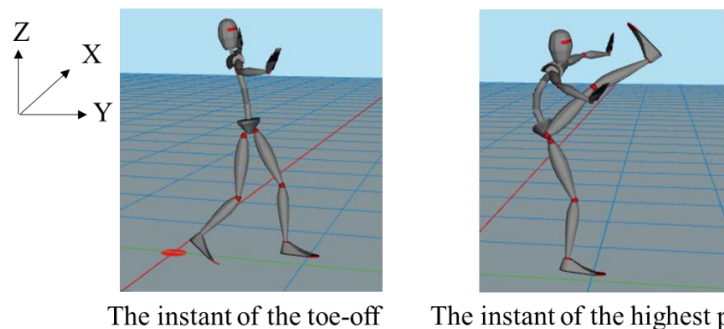 Z
X
Y
The instant of the toe-off
The instant of the highest